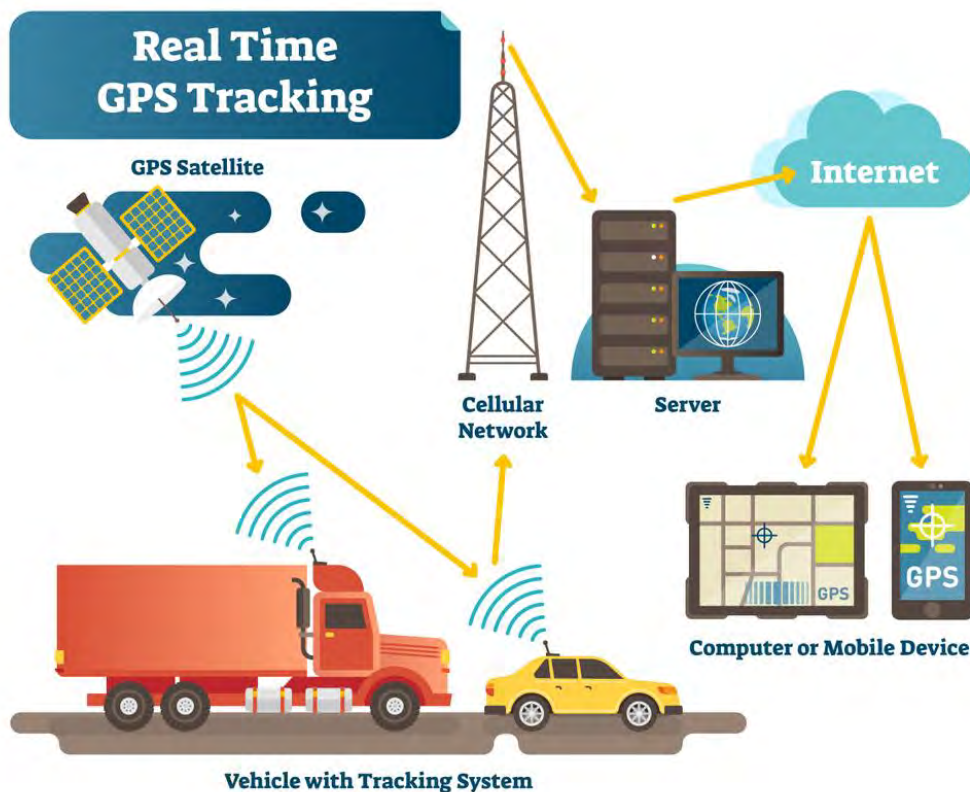 Real Time
GPS Tracking
GPS Satellite
Internet
Cellular
Network
Server
GPS
GPS
Computer or Mobile Device
Vehicle with Tracking System